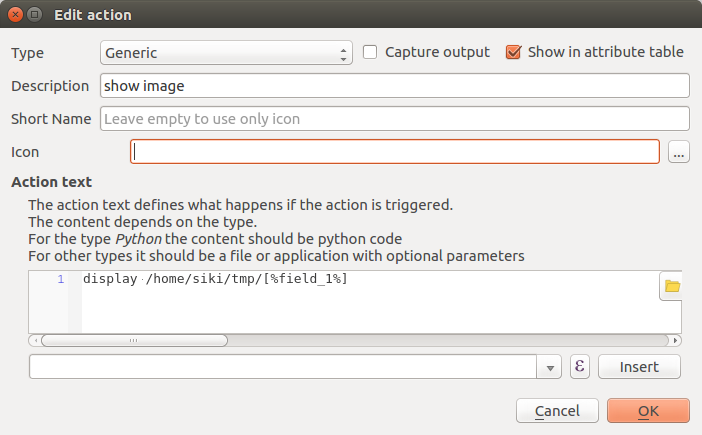 Edit action
Type Generic Capture output Show in attribute table
Description show image
Short Name Leave empty to use only icon
Icon ...
Action text
The action text defines what happens if the action is triggered.
The content depends on the type.
For the type Python the content should be python code
For other types it should be a file or application with optional parameters
1 display /home/siki/tmp/[%field_1%]
ε Insert
Cancel OK